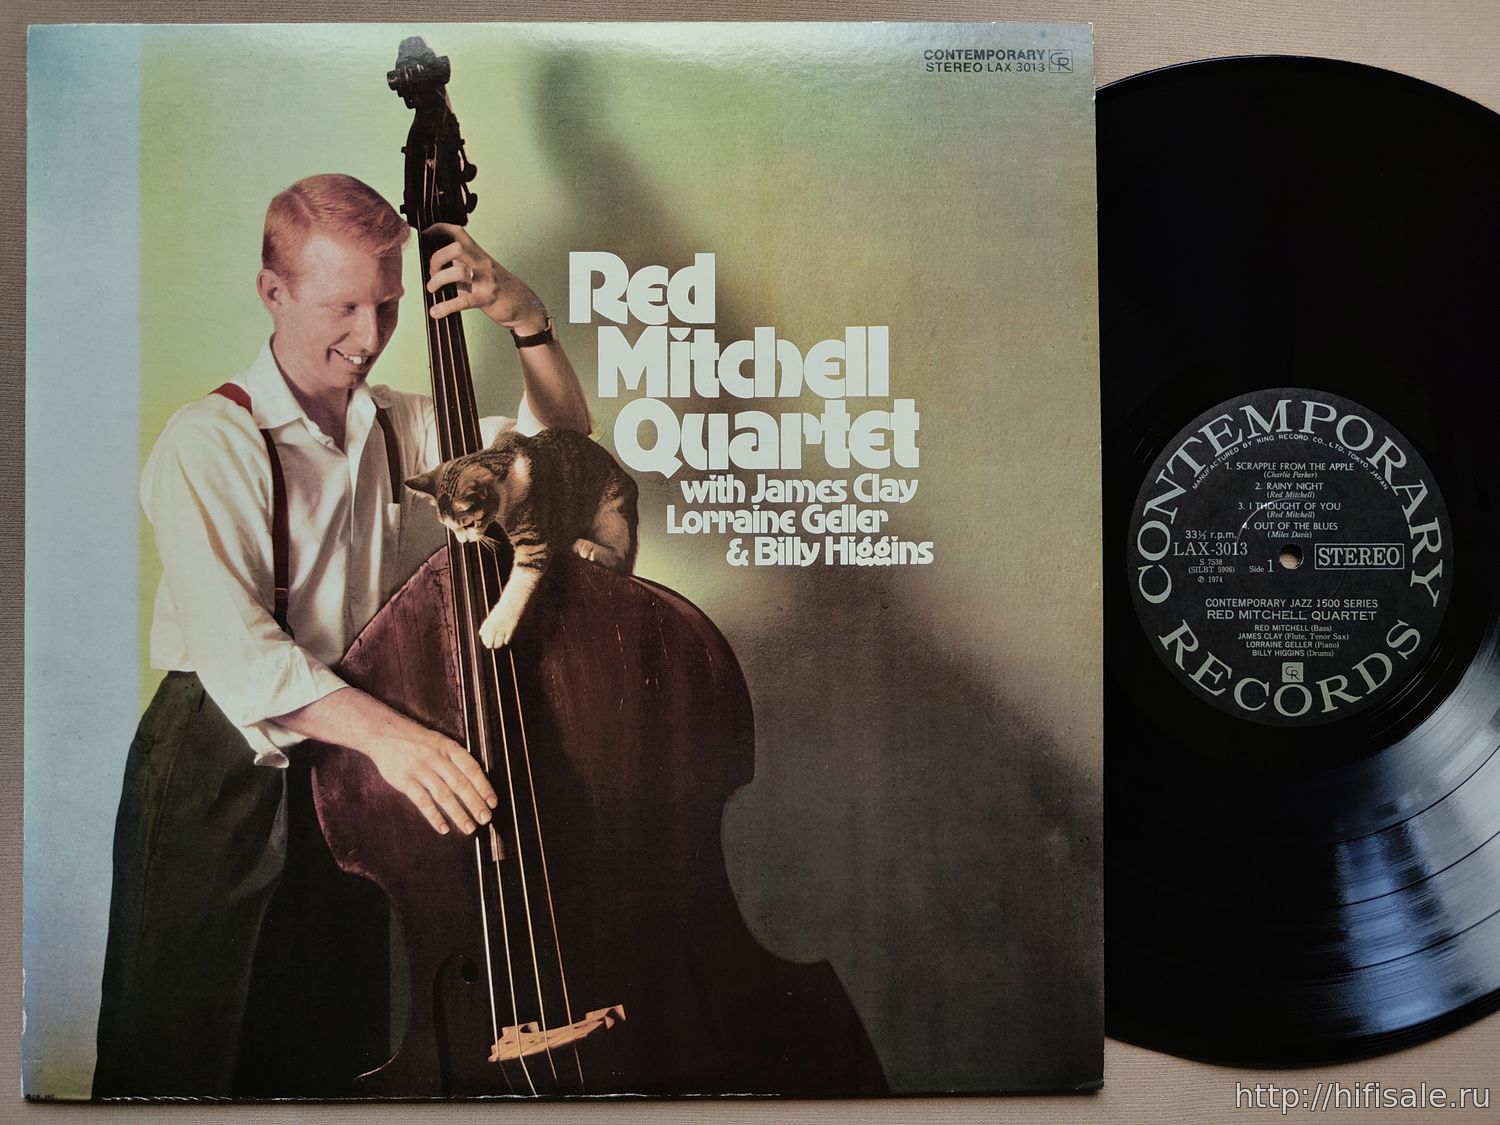 CONTEMPORARY
STEREO LAX 3013
CR
Red
Mitchell
Quartet
with James Clay
Lorraine Geller
& Billy Higgins
CONTEMPORARY
MANUFACTURED BY KING RECORD CO., LTD. TOKYO, JAPAN
1. SCRAPPLE FROM THE APPLE
(Charlie Parker)
2. RAINY NIGHT
(Red Mitchell)
3. I THOUGHT OF YOU
(Red Mitchell)
4. OUT OF THE BLUES
(Miles Davis)
33⅓ r.p.m.
LAX-3013
S 7538
(SILBT 5906)
℗ 1974
Side 1
STEREO
CONTEMPORARY JAZZ 1500 SERIES
RED MITCHELL QUARTET
RED MITCHELL (Bass)
JAMES CLAY (Flute, Tenor Sax)
LORRAINE GELLER (Piano)
BILLY HIGGINS (Drums)
CR
RECORDS
http://hifisale.ru